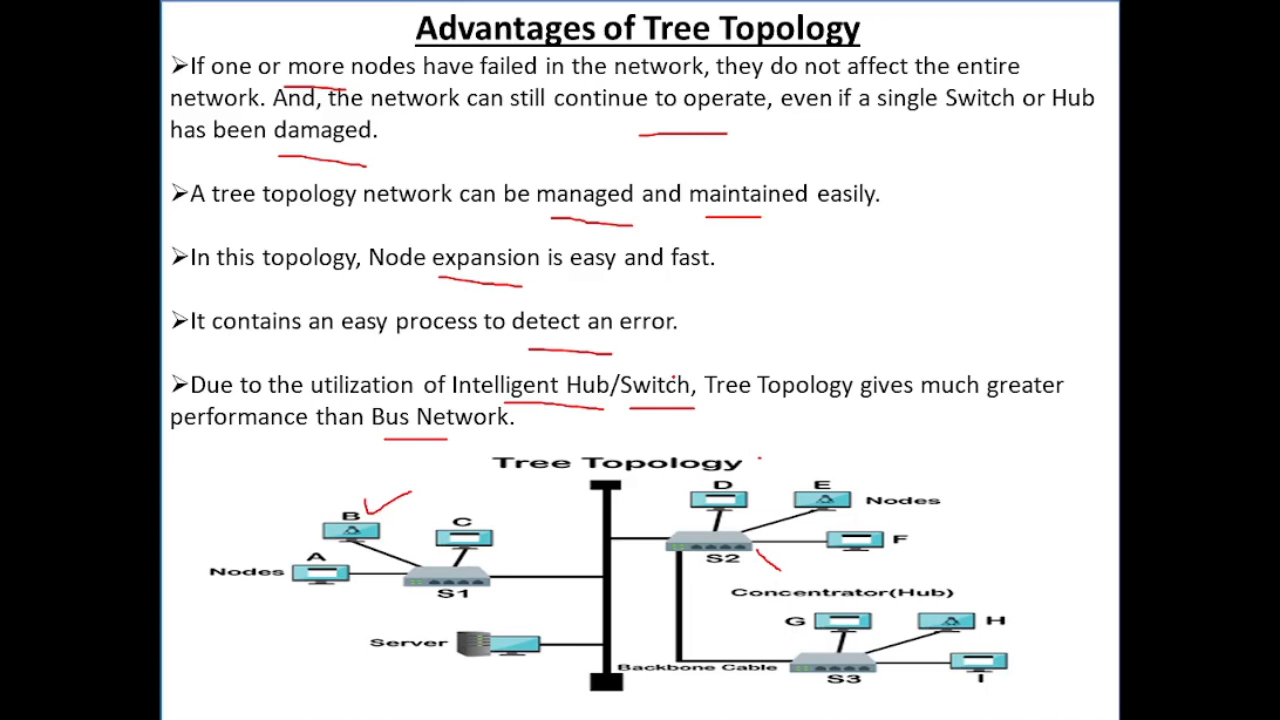 Advantages of Tree Topology
➢If one or more nodes have failed in the network, they do not affect the entire
network. And, the network can still continue to operate, even if a single Switch or Hub
has been damaged.
➢A tree topology network can be managed and maintained easily.
➢In this topology, Node expansion is easy and fast.
➢It contains an easy process to detect an error.
➢Due to the utilization of Intelligent Hub/Switch, Tree Topology gives much greater
performance than Bus Network.
Tree Topology
D E
Nodes
B C
F
A
S2
Nodes
S1
Concentrator(Hub)
G H
Server
Backbone Cable
S3 I